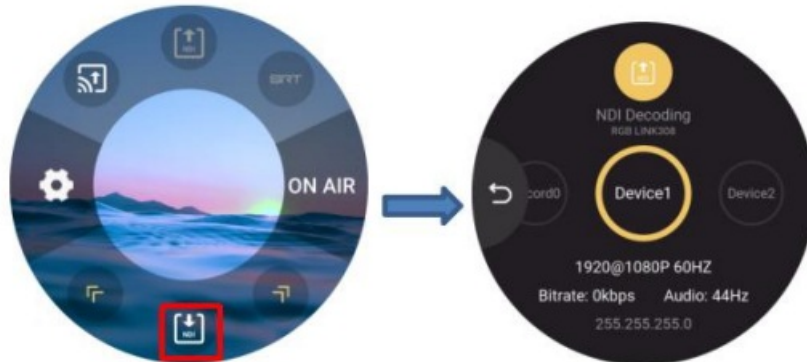 NDI
SRT
ON AIR
NDI
NDI
NDI Decoding
RGB LINK308
cord0
Device1
Device2
1920@1080P 60HZ
Bitrate: 0kbps
Audio: 44Hz
255.255.255.0